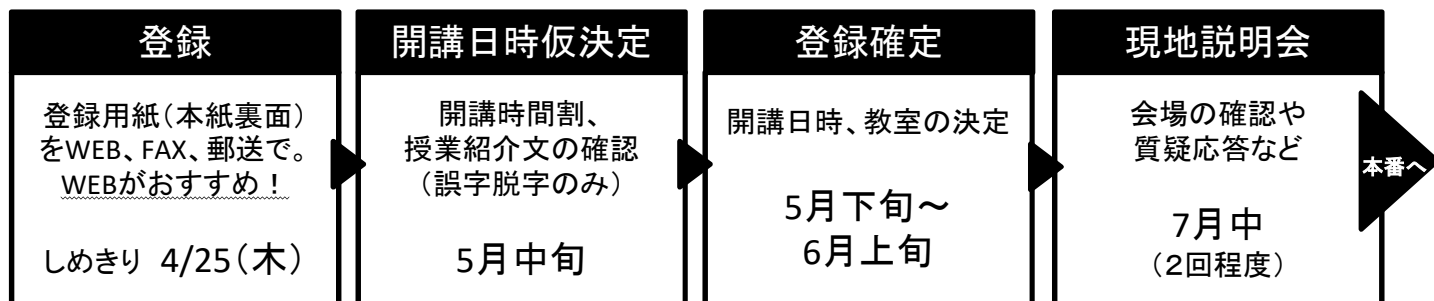 登録
登録用紙（本紙裏面）
をWEB、FAX、郵送で。
WEBがおすすめ！
しめきり 4/25（木）
開講日時仮決定
開講時間割、
授業紹介文の確認
（誤字脱字のみ）
5月中旬
登録確定
開講日時、教室の決定
5月下旬～
6月上旬
現地説明会
会場の確認や
質疑応答など
7月中
（２回程度）
本番へ